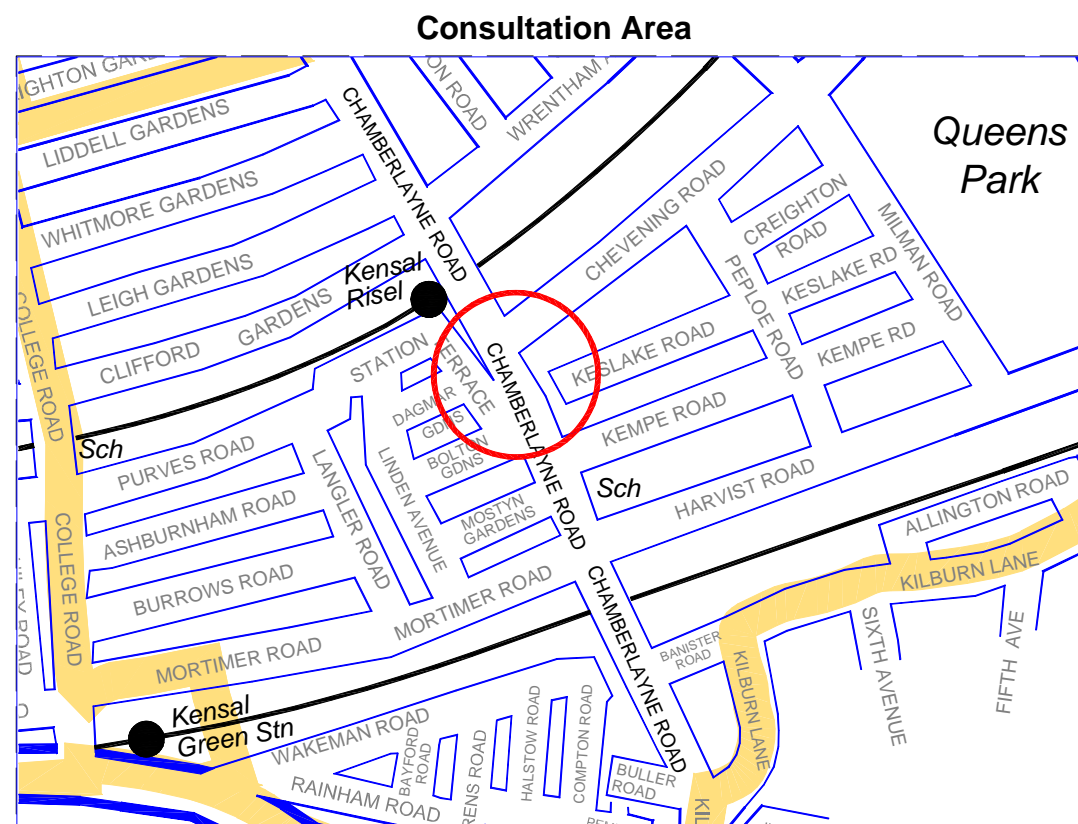 Consultation Area
LIDDELL GARDENS
CHAMBERLAYNE ROAD
WHITMORE GARDENS
LEIGH GARDENS
CLIFFORD GARDENS
Kensal
Risel
Queens
Park
CHEVENING ROAD
CREIGHTON
ROAD
MILMAN ROAD
KESLAKE RD
PEPLOE ROAD
KEMPE RD
COLLEGE ROAD
STATION TERRACE
CHAMBERLAYNE ROAD
KESLAKE ROAD
DAGMAR
GDNS
BOLTON
GDNS
KEMPE ROAD
Sch
PURVES ROAD
LANGLER ROAD
LINDEN AVENUE
MOSTYN
GARDENS
Sch
HARVIST ROAD
ALLINGTON ROAD
ASHBURNHAM ROAD
COLLEGE ROAD
BURROWS ROAD
MORTIMER ROAD
CHAMBERLAYNE ROAD
KILBURN LANE
SIXTH AVENUE
FIFTH AVE
BANISTER
ROAD
KILBURN LANE
MORTIMER ROAD
Kensal
Green Stn
WAKEMAN ROAD
BAYFORD
ROAD
HALSTOW ROAD
COMPTON ROAD
BULLER
ROAD
RAINHAM ROAD